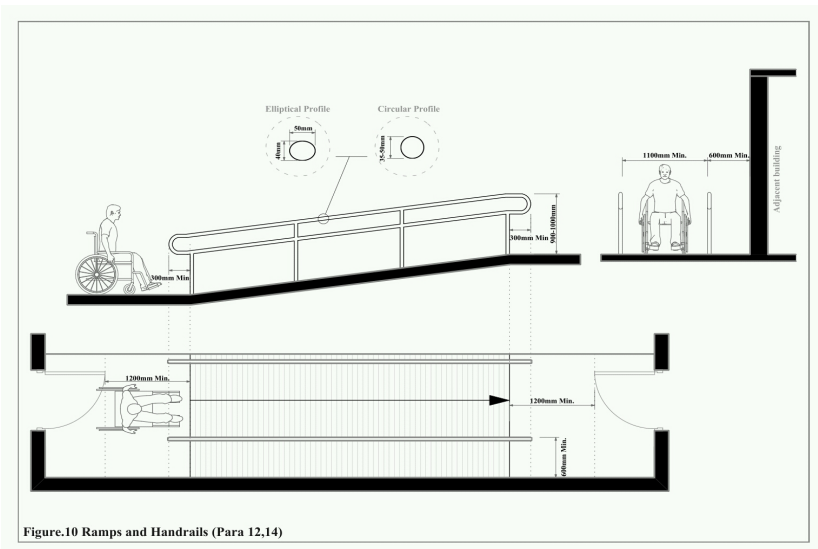 Elliptical Profile
Circular Profile
50mm
40mm
35-50mm
1100mm Min.
600mm Min.
Adjacent building
900-1000mm
300mm Min
300mm Min
1200mm Min.
1200mm Min.
600mm Min.
Figure.10 Ramps and Handrails (Para 12,14)